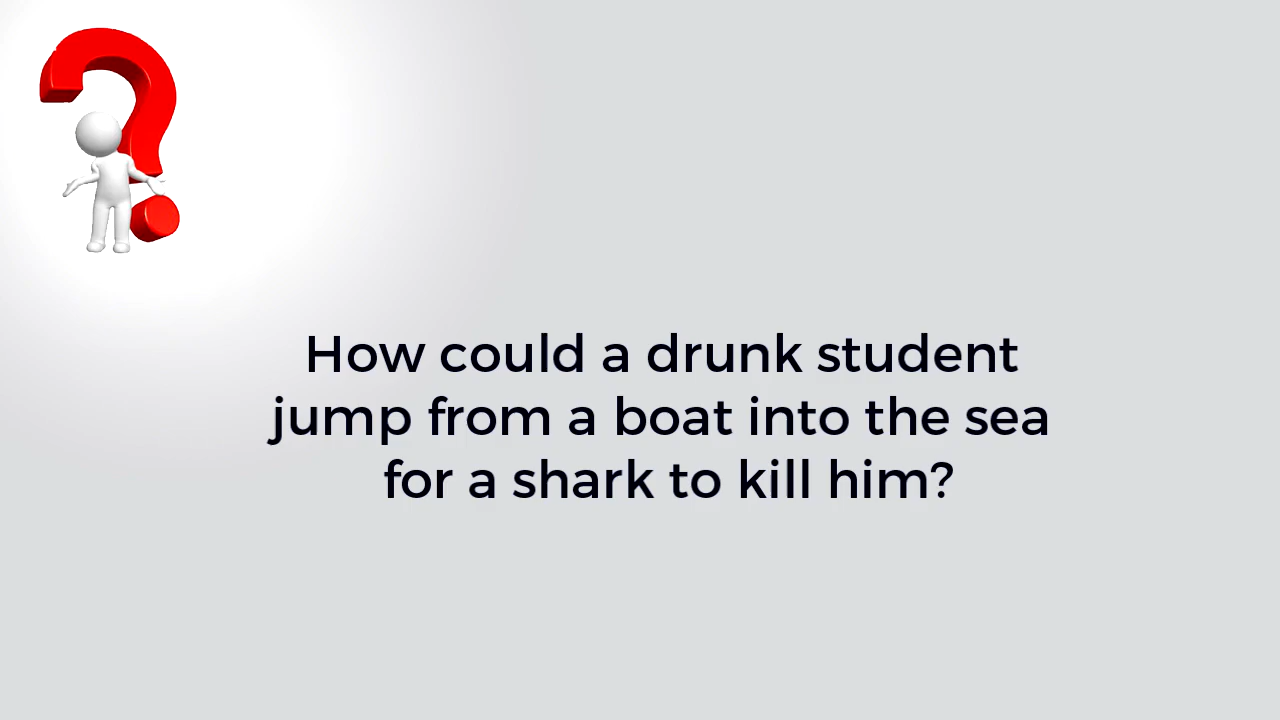 How could a drunk student
jump from a boat into the sea
for a shark to kill him?